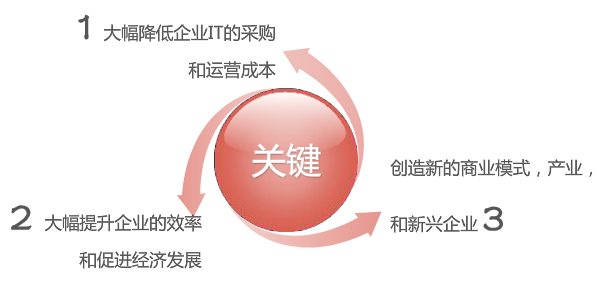 1 大幅降低企业IT的采购
和运营成本
关键
创造新的商业模式，产业，
和新兴企业 3
2 大幅提升企业的效率
和促进经济发展